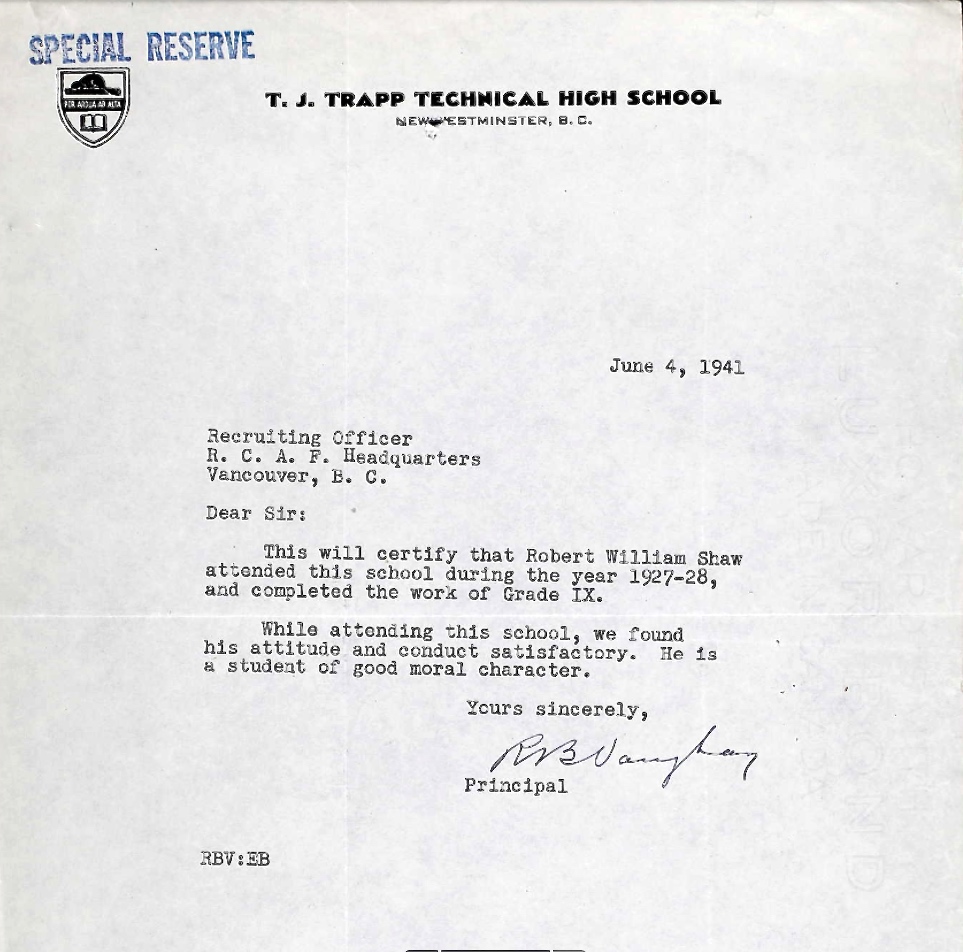 SPECIAL RESERVE
PER ARDUA AD ALTA
T. J. TRAPP TECHNICAL HIGH SCHOOL
NEW WESTMINSTER, B. C.
June 4, 1941
Recruiting Officer
R. C. A. F. Headquarters
Vancouver, B. C.
Dear Sir:
This will certify that Robert William Shaw
attended this school during the year 1927-28,
and completed the work of Grade IX.
While attending this school, we found
his attitude and conduct satisfactory. He is
a student of good moral character.
Yours sincerely,
RB Vaughan
Principal
RBV:EB